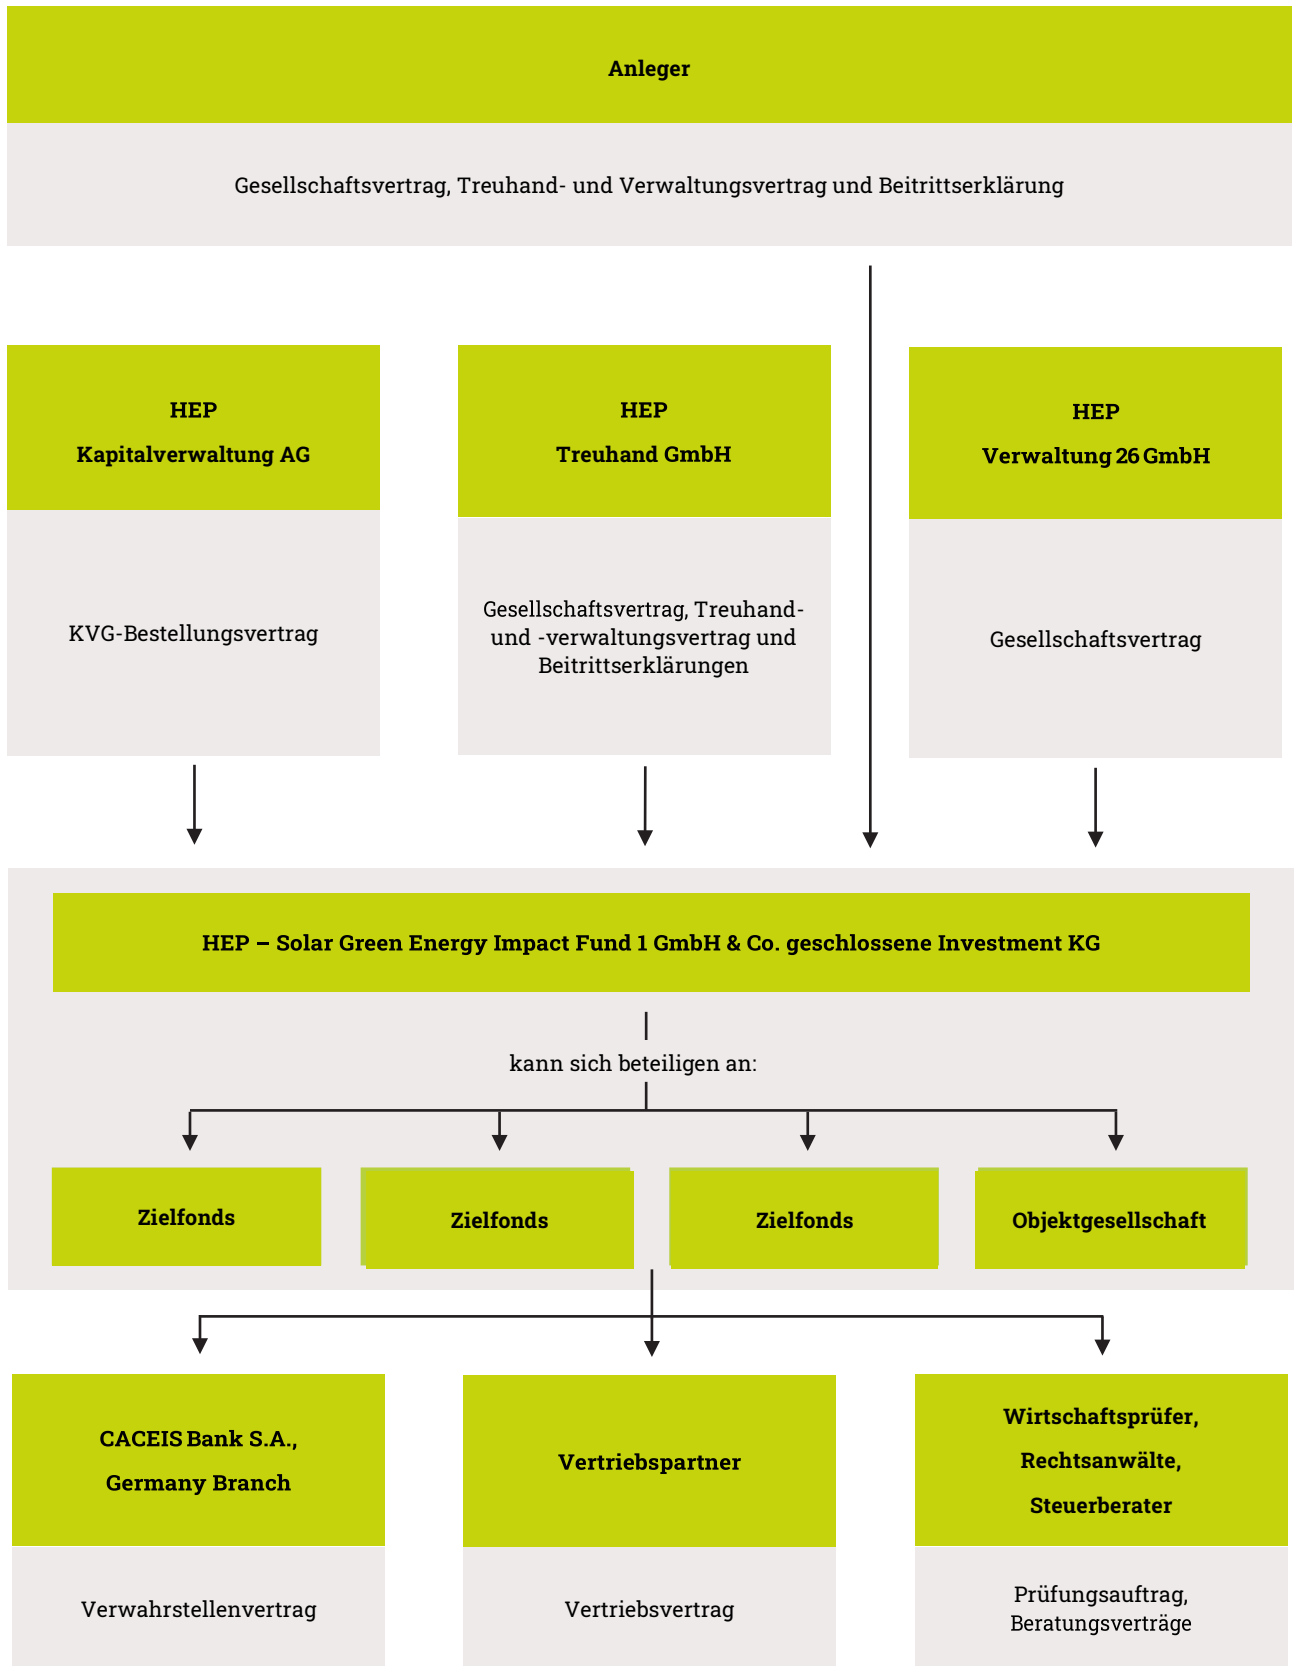 Anleger
Gesellschaftsvertrag, Treuhand- und Verwaltungsvertrag und Beitrittserklärung
HEP
Kapitalverwaltung AG
KVG-Bestellungsvertrag
HEP
Treuhand GmbH
Gesellschaftsvertrag, Treuhand-
und -verwaltungsvertrag und
Beitrittserklärungen
HEP
Verwaltung 26 GmbH
Gesellschaftsvertrag
HEP – Solar Green Energy Impact Fund 1 GmbH & Co. geschlossene Investment KG
kann sich beteiligen an:
Zielfonds
Zielfonds
Zielfonds
Objektgesellschaft
CACEIS Bank S.A.,
Germany Branch
Verwahrstellenvertrag
Vertriebspartner
Vertriebsvertrag
Wirtschaftsprüfer,
Rechtsanwälte,
Steuerberater
Prüfungsauftrag,
Beratungsverträge